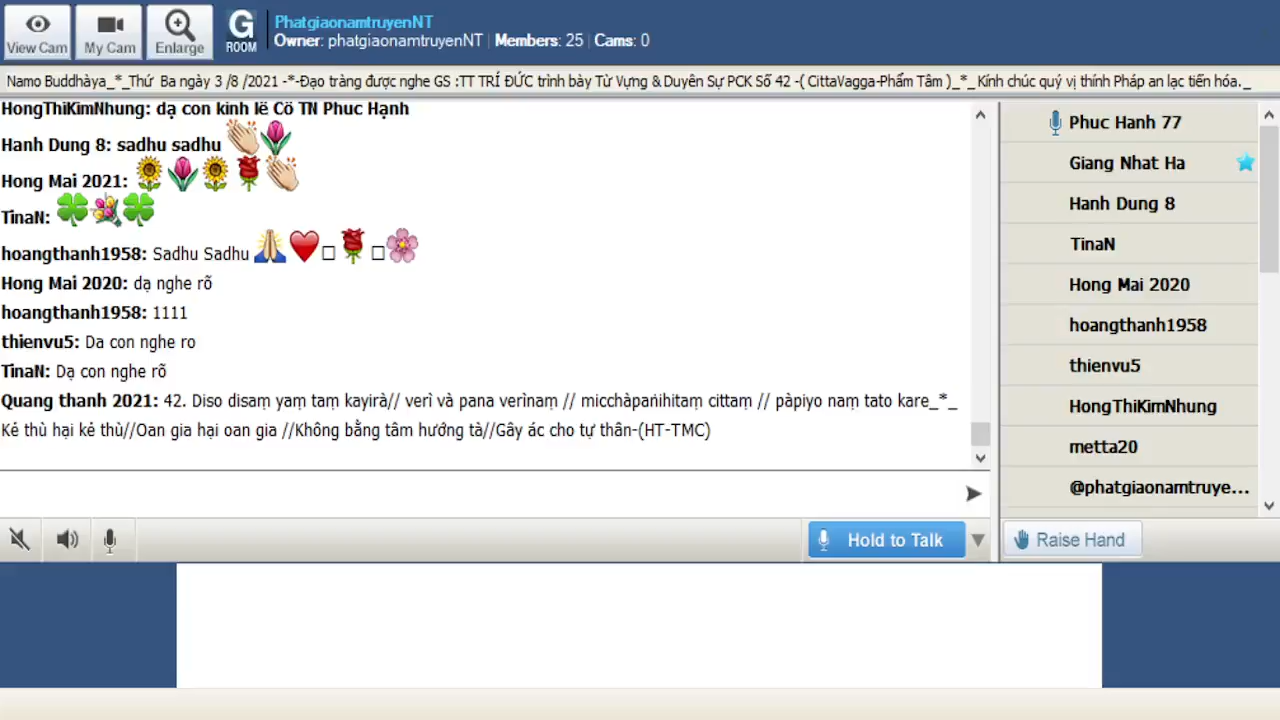 PhatgiaonamtruyenNT
View Cam My Cam Enlarge G ROOM Owner: phatgiaonamtruyenNT | Members: 25 | Cams: 0
Namo Buddhàya_*_Thứ Ba ngày 3 /8 /2021 -*-Đạo tràng được nghe GS :TT TRÍ ĐỨC trình bày Từ Vựng & Duyên Sự PCK Số 42 -( CittaVagga-Phẩm Tâm )_*_Kính chúc quý vị thính Pháp an lạc tiến hóa._
HongThiKimNhung: dạ con kinh lễ Cô TN Phuc Hạnh
Hanh Dung 8: sadhu sadhu
Hong Mai 2021:
TinaN:
hoangthanh1958: Sadhu Sadhu
Hong Mai 2020: dạ nghe rõ
hoangthanh1958: 1111
thienvu5: Da con nghe ro
TinaN: Dạ con nghe rõ
Quang thanh 2021: 42. Diso disaṃ yaṃ taṃ kayirà// verì và pana verìnaṃ // micchàpaṅihitaṃ cittaṃ // pàpiyo naṃ tato kare_*_
Kẻ thù hại kẻ thù//Oan gia hại oan gia //Không bằng tâm hướng tà//Gây ác cho tự thân-(HT-TMC)
Phuc Hanh 77
Giang Nhat Ha
Hanh Dung 8
TinaN
Hong Mai 2020
hoangthanh1958
thienvu5
HongThiKimNhung
metta20
@phatgiaonamtruye...
Hold to Talk
Raise Hand